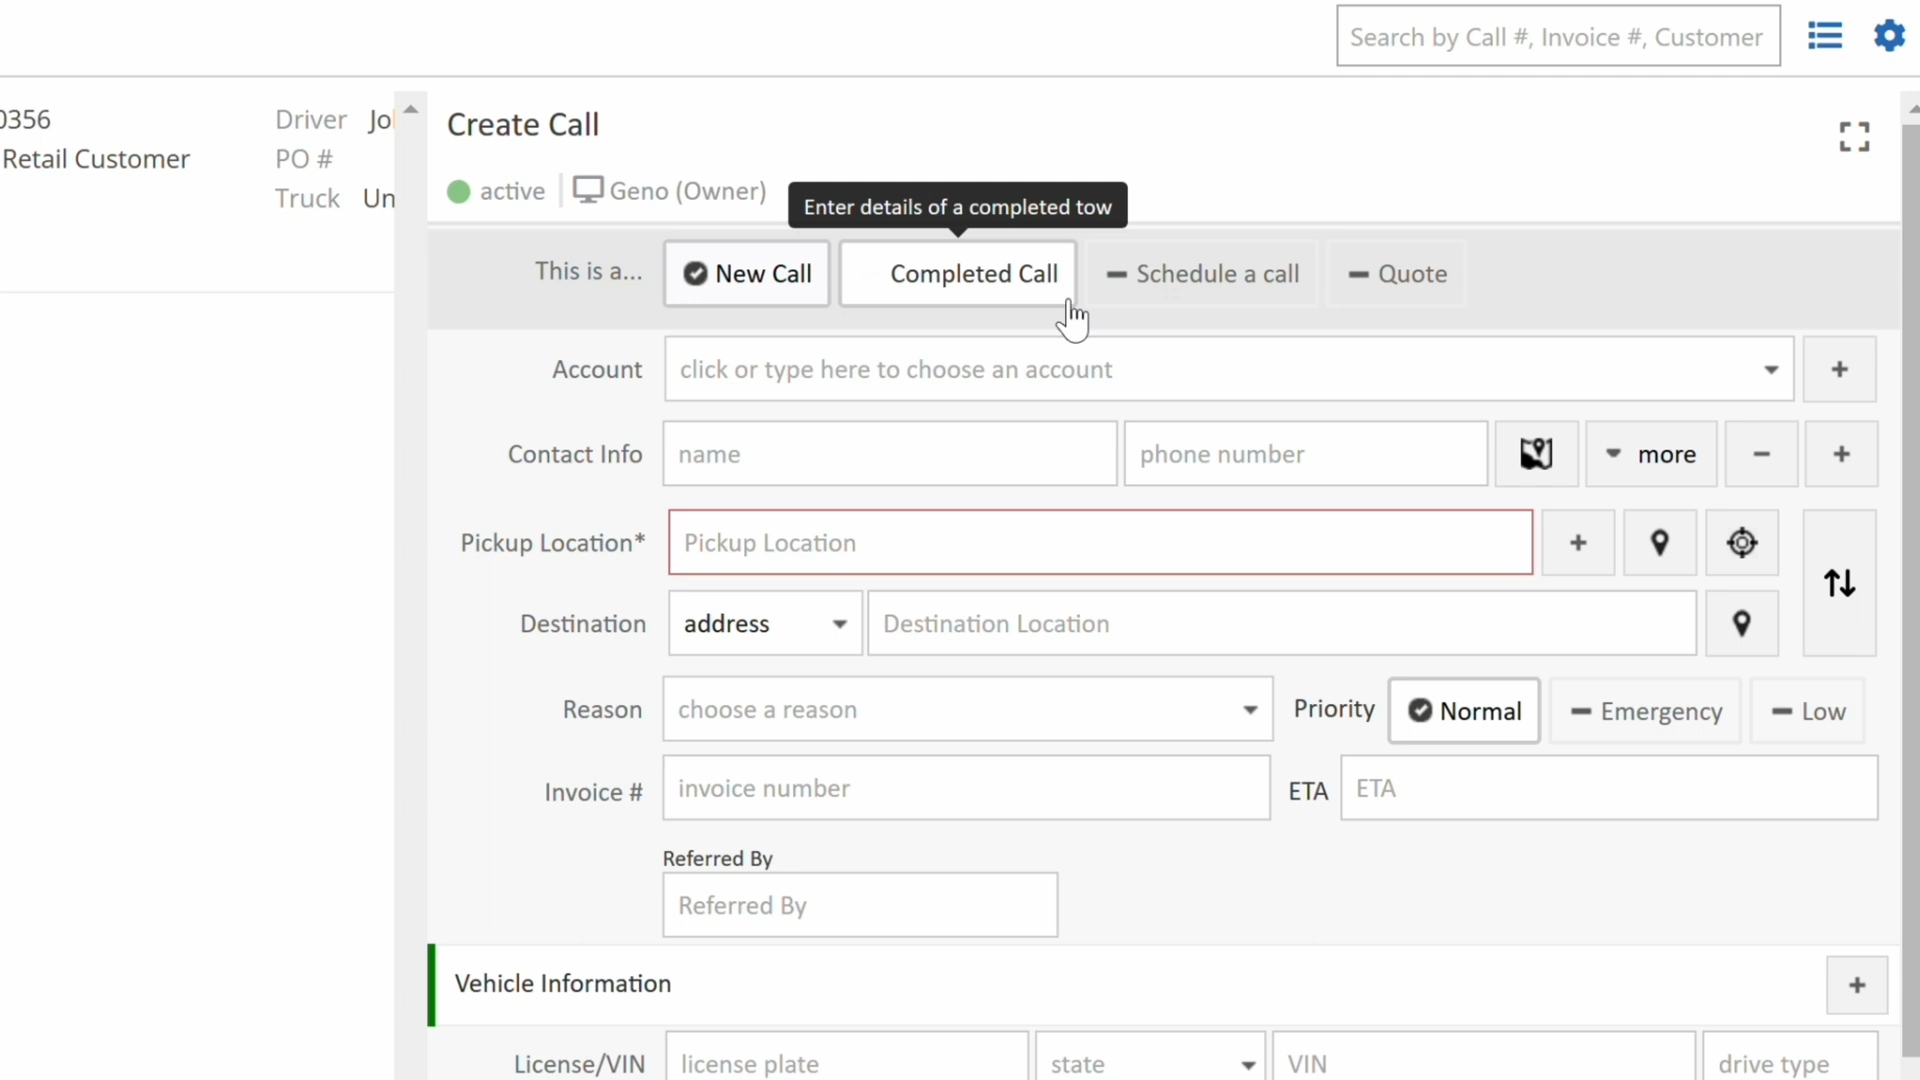 Search by Call #, Invoice #, Customer
0356
Driver Jo
Retail Customer
PO #
Truck Un
Create Call
active Geno (Owner)
Enter details of a completed tow
This is a... New Call Completed Call Schedule a call Quote
Account click or type here to choose an account +
Contact Info name phone number more - +
Pickup Location* Pickup Location +
Destination address Destination Location
Reason choose a reason Priority Normal Emergency Low
Invoice # invoice number ETA ETA
Referred By
Referred By
Vehicle Information +
License/VIN license plate state VIN drive type